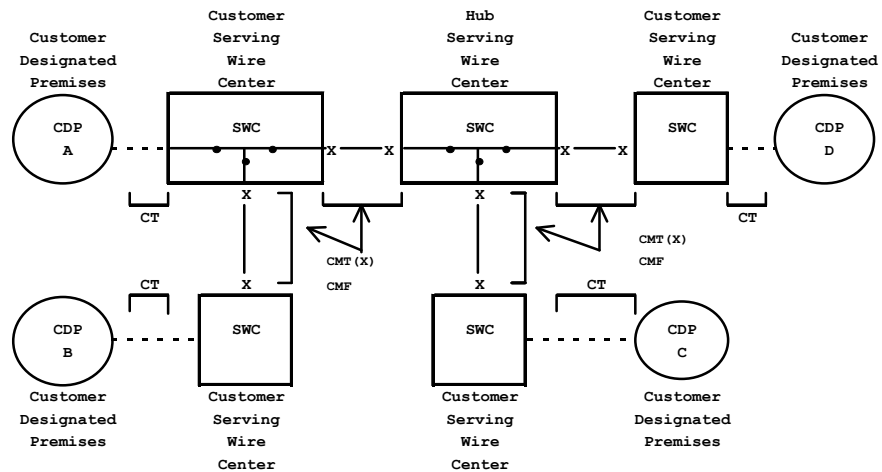 Customer
Serving
Wire
Center
Hub
Serving
Wire
Center
Customer
Serving
Wire
Center
Customer
Designated
Premises
Customer
Designated
Premises
CDP
A
SWC
X
X
SWC
X
X
SWC
CDP
D
CT
X
X
CT
CMT(X)
CMF
CMT(X)
CMF
CT
X
X
CT
CDP
B
SWC
SWC
CDP
C
Customer
Designated
Premises
Customer
Serving
Wire
Center
Customer
Serving
Wire
Center
Customer
Designated
Premises